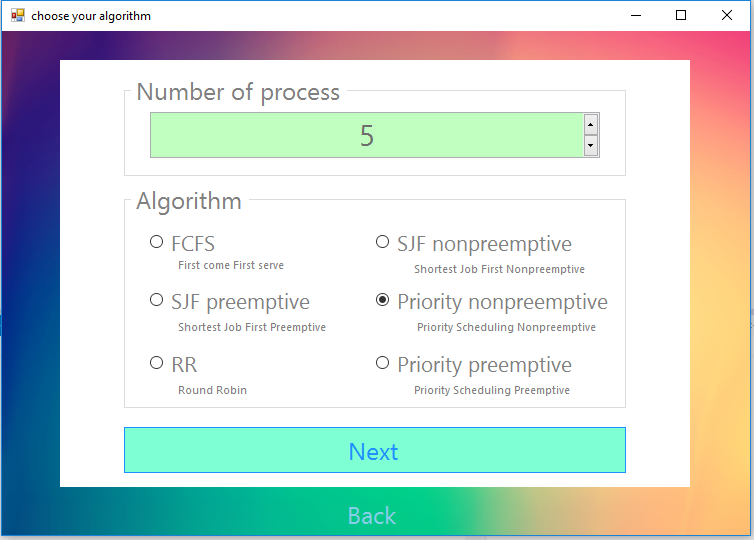 choose your algorithm
Number of process
5
Algorithm
FCFS
First come First serve
SJF nonpreemptive
Shortest Job First Nonpreemptive
SJF preemptive
Shortest Job First Preemptive
Priority nonpreemptive
Priority Scheduling Nonpreemptive
RR
Round Robin
Priority preemptive
Priority Scheduling Preemptive
Next
Back